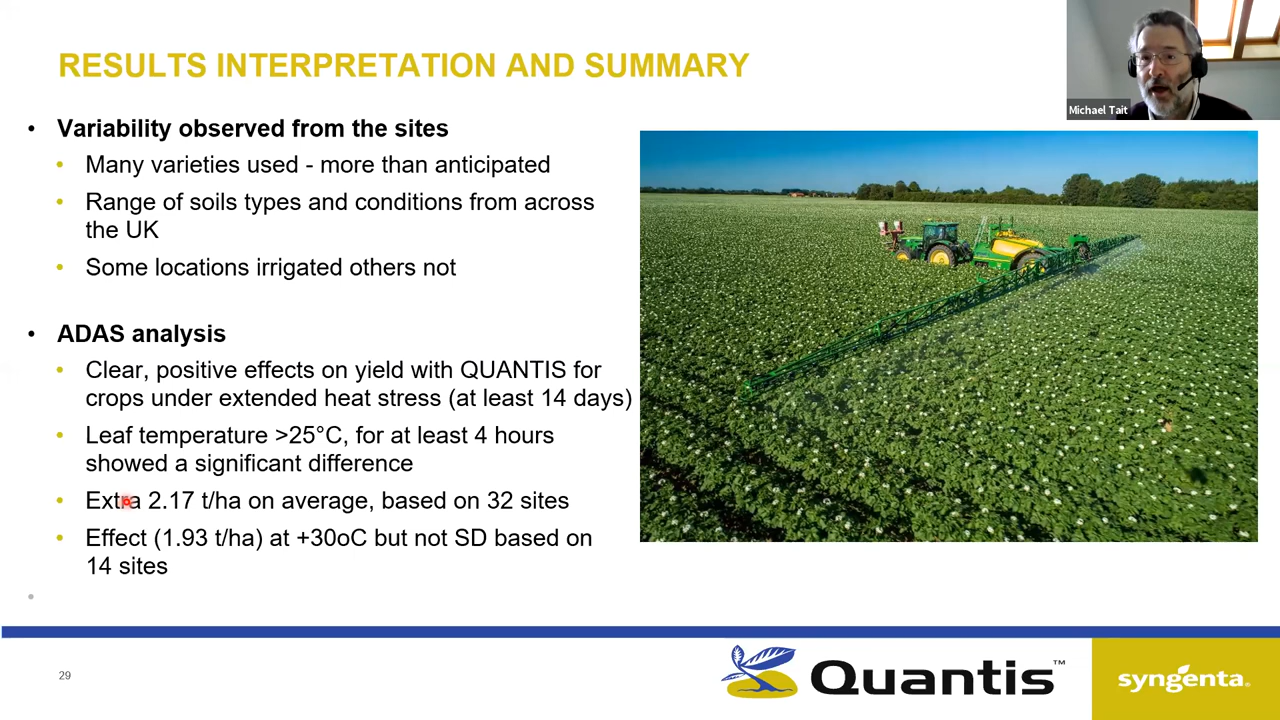 RESULTS INTERPRETATION AND SUMMARY
Michael Tait
• Variability observed from the sites
• Many varieties used - more than anticipated
• Range of soils types and conditions from across
the UK
• Some locations irrigated others not
• ADAS analysis
• Clear, positive effects on yield with QUANTIS for
crops under extended heat stress (at least 14 days)
• Leaf temperature >25°C, for at least 4 hours
showed a significant difference
• Extra 2.17 t/ha on average, based on 32 sites
• Effect (1.93 t/ha) at +30oC but not SD based on
14 sites
•
29
Quantis™
syngenta®